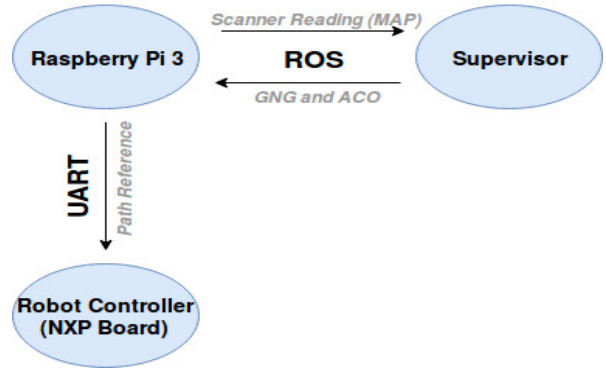 Scanner Reading (MAP)
Raspberry Pi 3
ROS
Supervisor
GNG and ACO
UART
Path Reference
Robot Controller
(NXP Board)